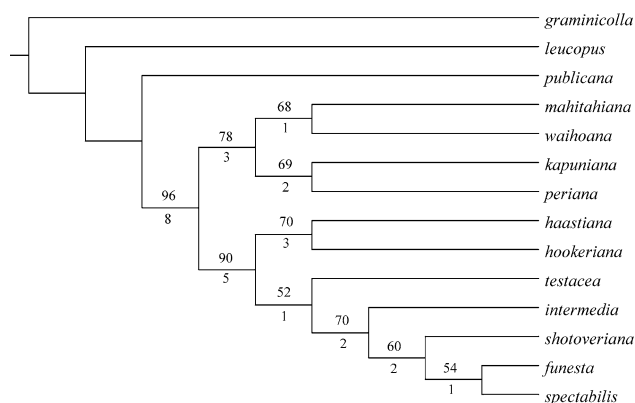 graminicolla
leucopus
publicana
68 mahitahiana
78 1 waihoana
3 69 kapuniana
96 2 periana
8 70 haastiana
90 3 hookeriana
5 52 testacea
1 70 intermedia
2 60 shotoveriana
2 54 funesta
1 spectabilis